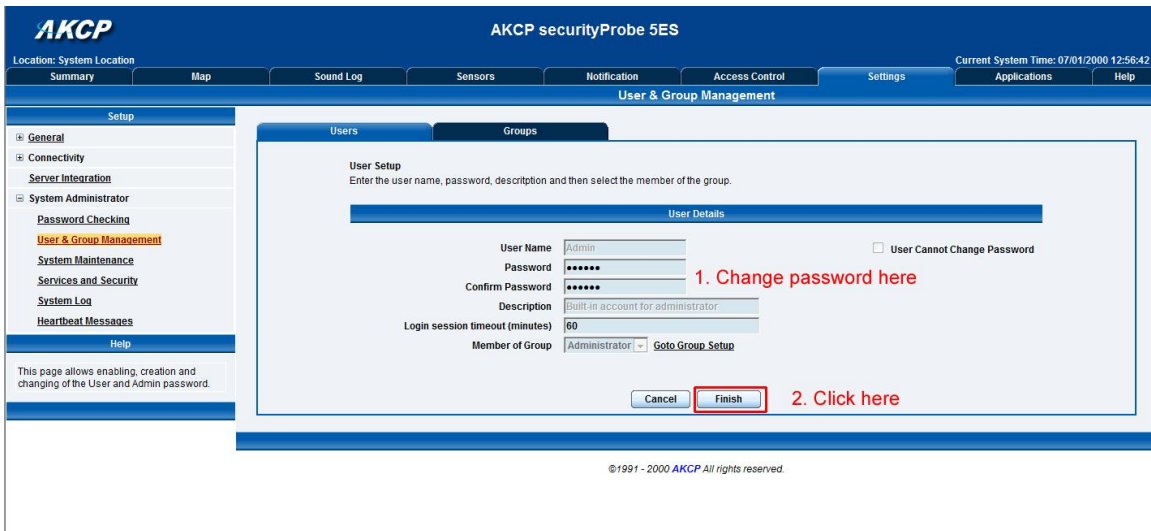 AKCP
AKCP securityProbe 5ES
Location: System Location
Current System Time: 07/01/2000 12:56:42
Summary Map Sound Log Sensors Notification Access Control Settings Applications Help
User & Group Management
Setup
General
Connectivity
Server Integration
System Administrator
Password Checking
User & Group Management
System Maintenance
Services and Security
System Log
Heartbeat Messages
Help
This page allows enabling, creation and
changing of the User and Admin password.
Users Groups
User Setup
Enter the user name, password, descritption and then select the member of the group.
User Details
User Name Admin
User Cannot Change Password
Password ••••••
1. Change password here
Confirm Password ••••••
Description Built-in account for administrator
Login session timeout (minutes) 60
Member of Group Administrator Goto Group Setup
Cancel Finish 2. Click here
©1991 - 2000 AKCP All rights reserved.